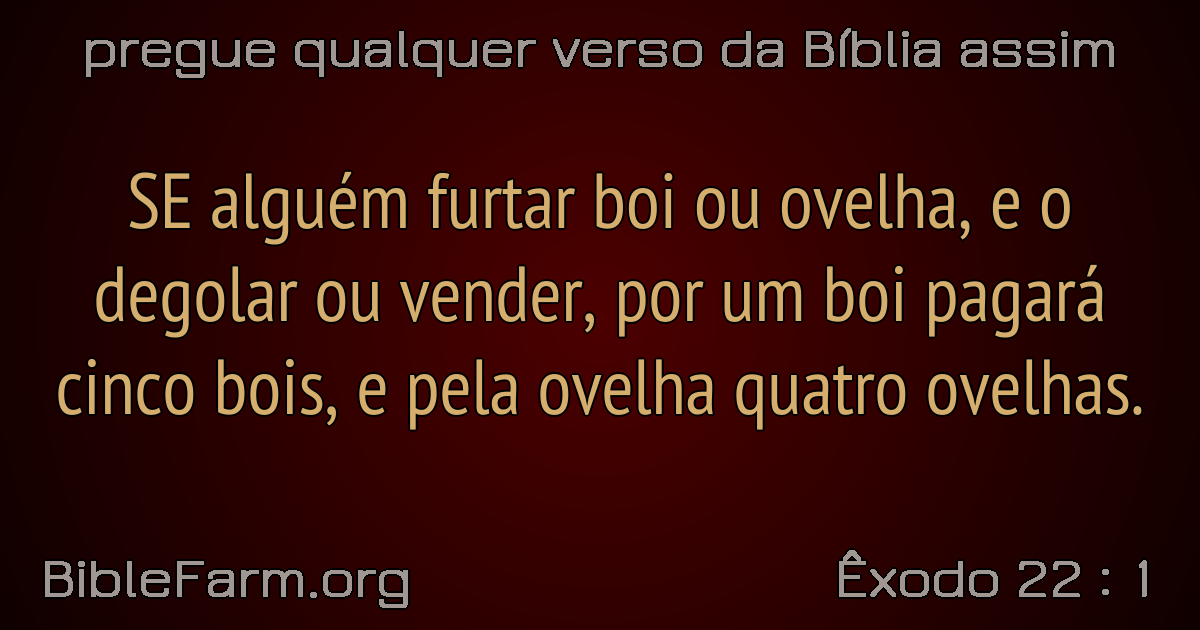 pregue qualquer verso da Bíblia assim
SE alguém furtar boi ou ovelha, e o
degolar ou vender, por um boi pagará
cinco bois, e pela ovelha quatro ovelhas.
BibleFarm.org
Êxodo 22 : 1